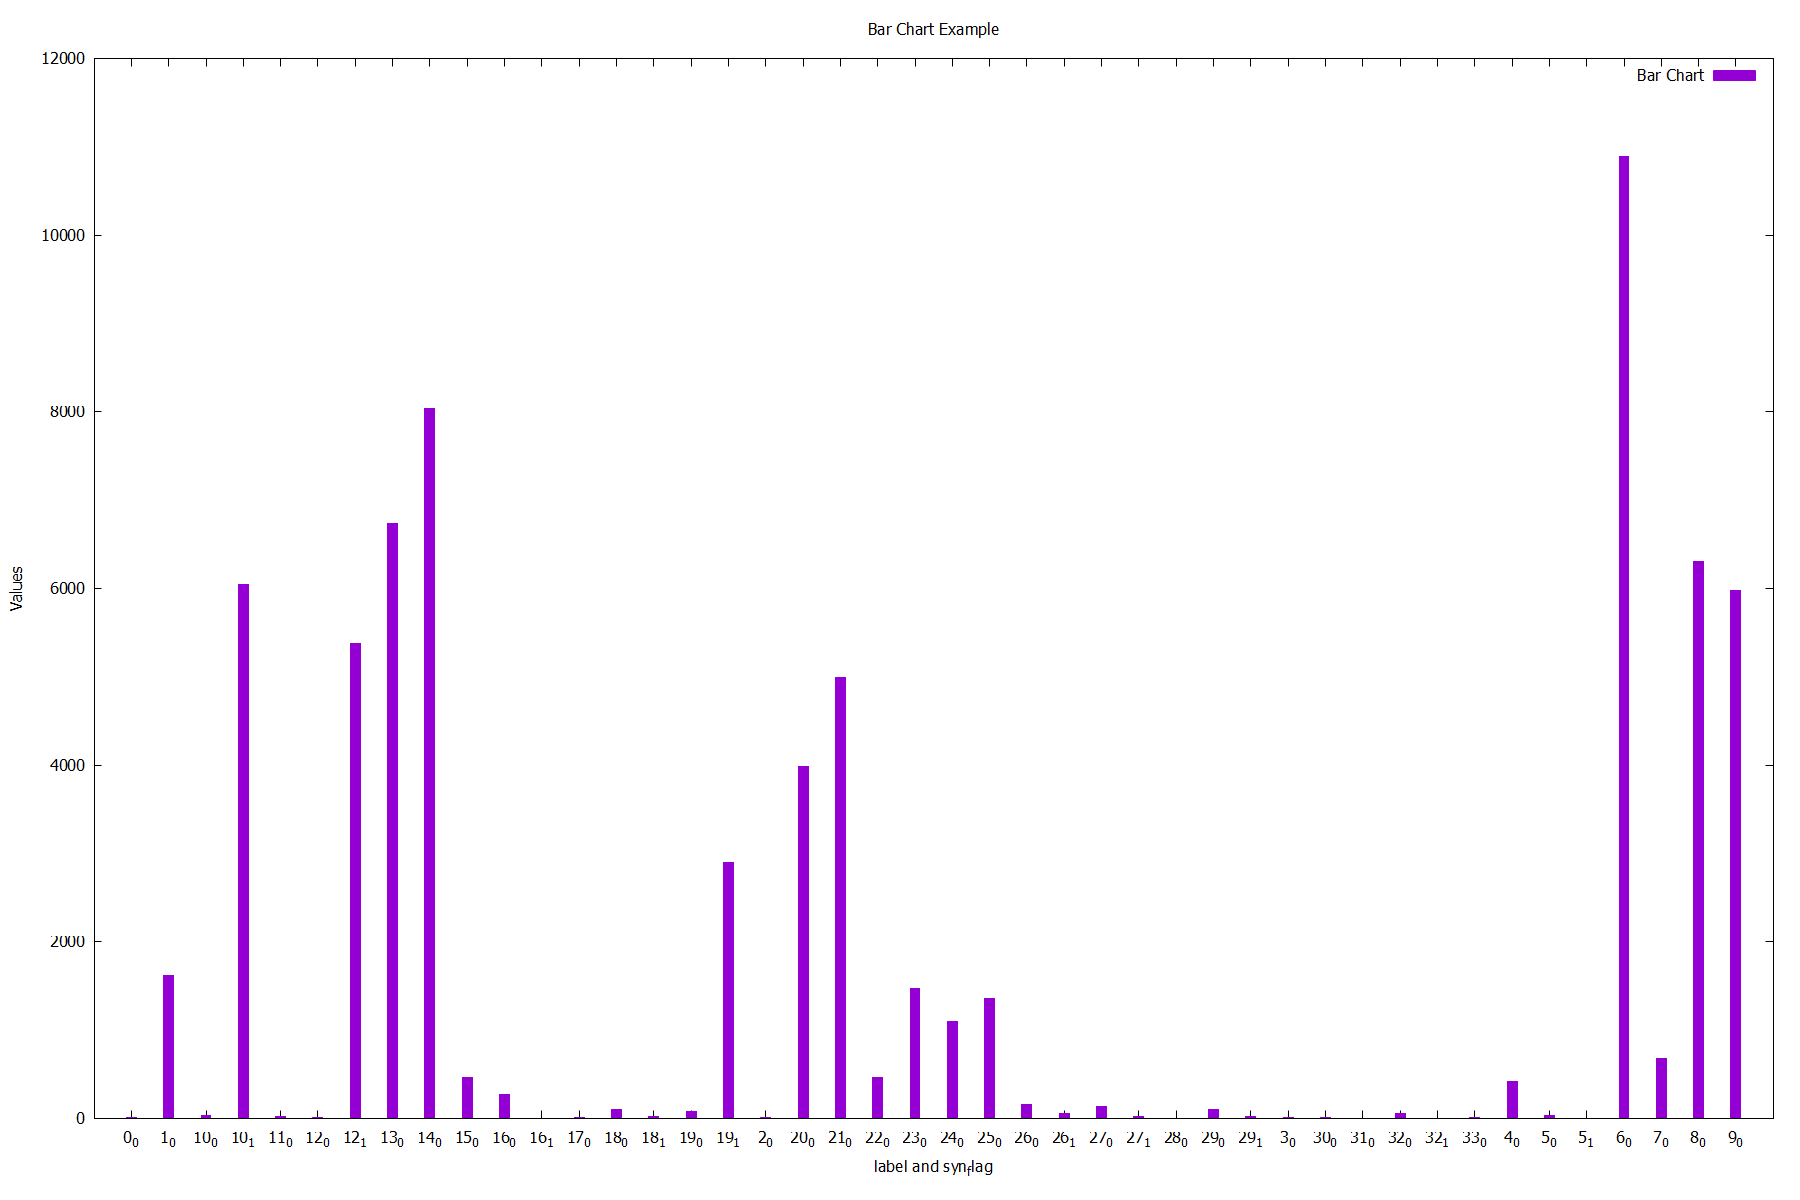 Bar Chart Example
Bar Chart
12000
10000
8000
6000
4000
2000
0
Values
0₀ 1₀ 10₀ 10₁ 11₀ 12₀ 12₁ 13₀ 14₀ 15₀ 16₀ 16₁ 17₀ 18₀ 18₁ 19₀ 19₁ 2₀ 20₀ 21₀ 22₀ 23₀ 24₀ 25₀ 26₀ 26₁ 27₀ 27₁ 28₀ 29₀ 29₁ 3₀ 30₀ 31₀ 32₀ 32₁ 33₀ 4₀ 5₀ 5₁ 6₀ 7₀ 8₀ 9₀
label and synflag